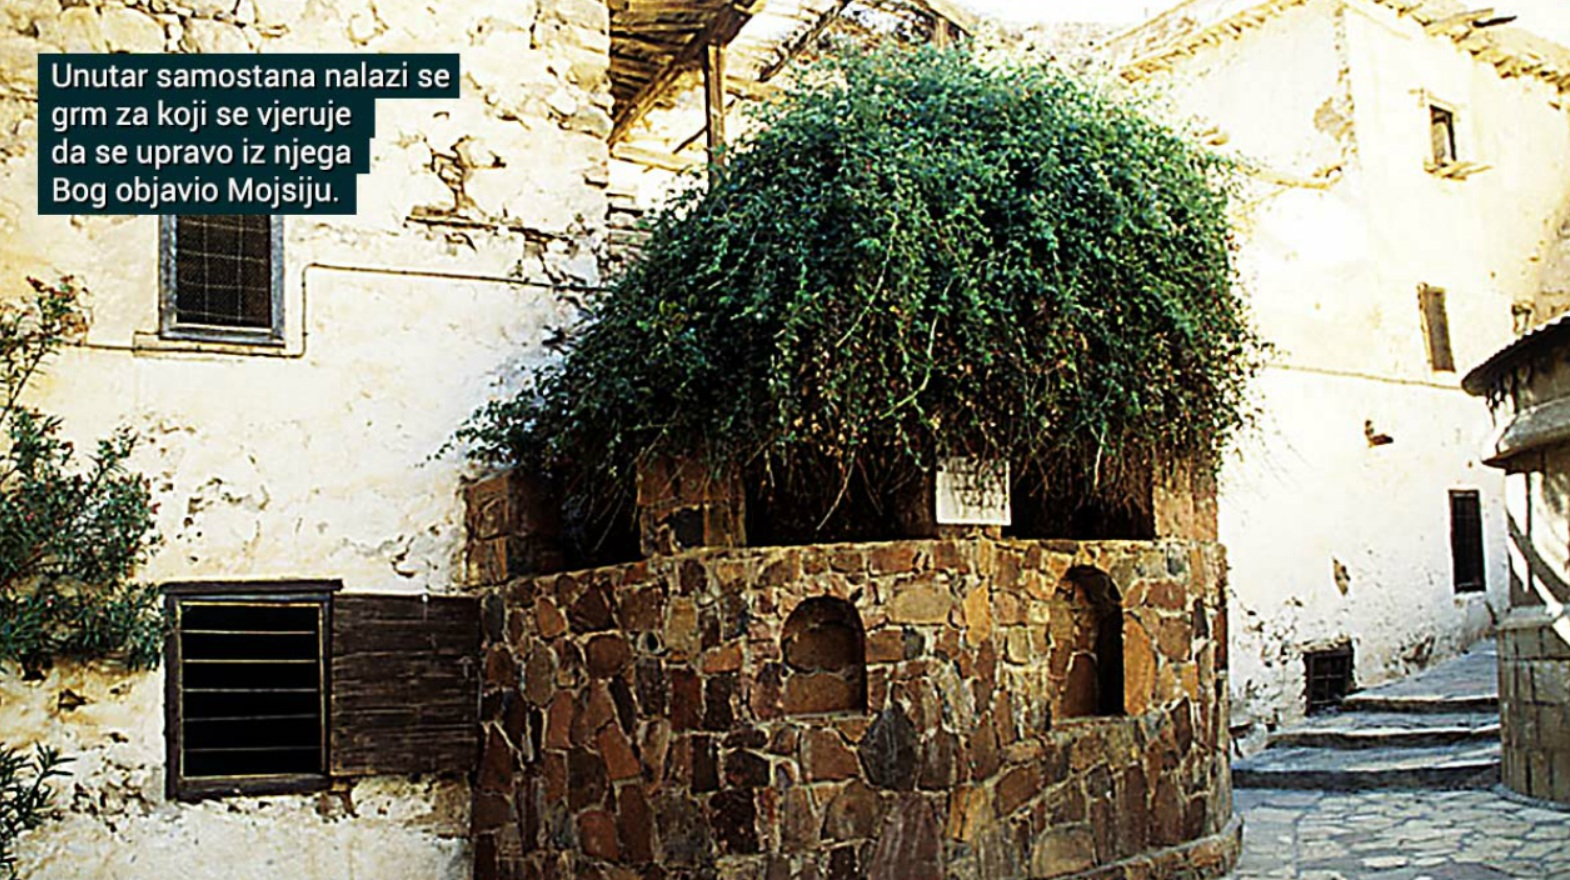 Unutar samostana nalazi se
grm za koji se vjeruje
da se upravo iz njega
Bog objavio Mojsiju.